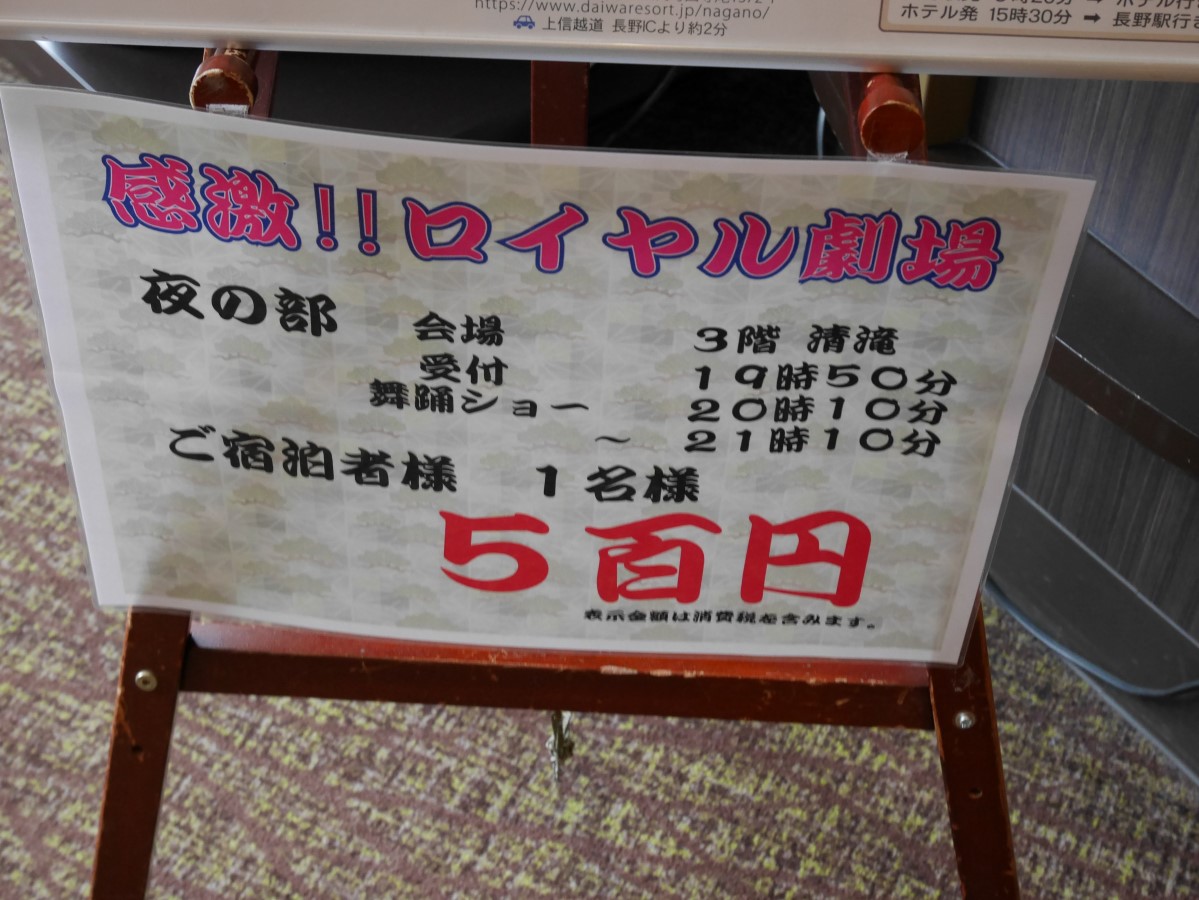 https://www.daiwaresort.jp/nagano/
上信越道 長野ICより約2分
ホテル発 15時30分 ➡ 長野駅行き
感激!!ロイヤル劇場
夜の部
会場 3階 清滝
受付 19時50分
舞踊ショー 20時10分
～ 21時10分
ご宿泊者様 1名様
5百円
表示金額は消費税を含みます。